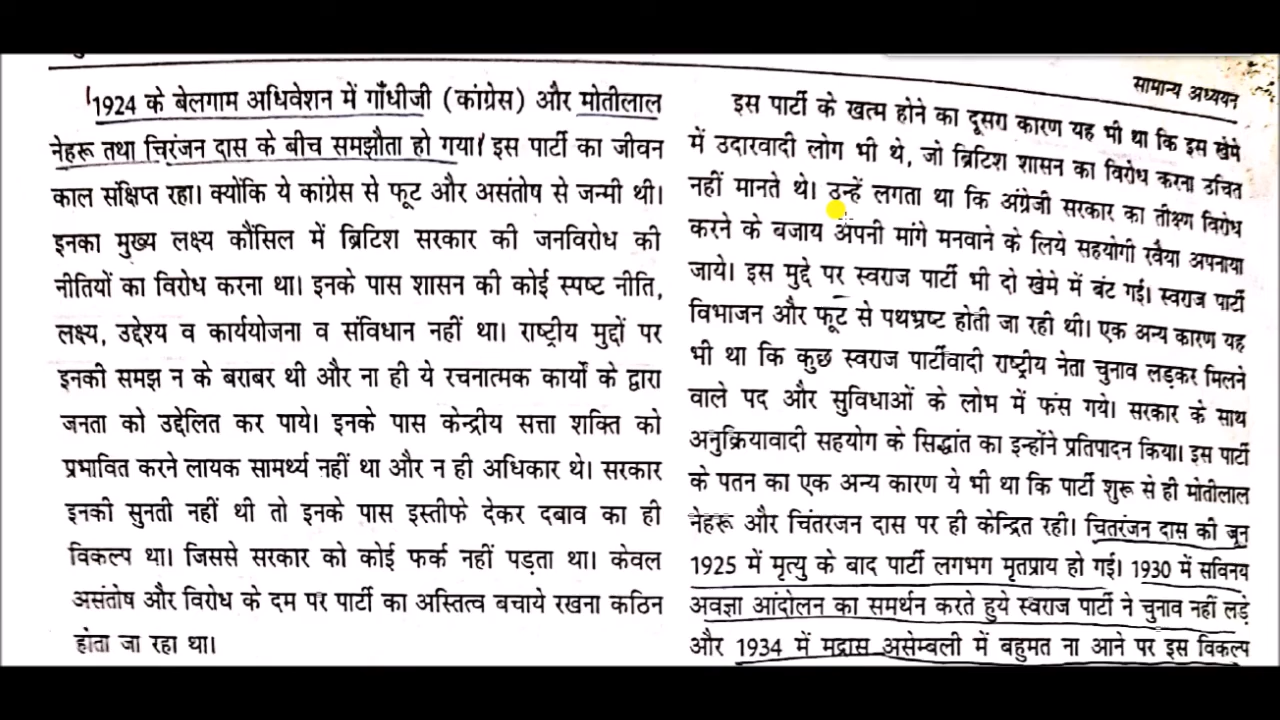 सामान्य अध्ययन
1924 के बेलगाम अधिवेशन में गाँधीजी (कांग्रेस) और मोतीलाल
नेहरू तथा चिरंजन दास के बीच समझौता हो गया। इस पार्टी का जीवन
काल संक्षिप्त रहा। क्योंकि ये कांग्रेस से फूट और असंतोष से जन्मी थी।
इनका मुख्य लक्ष्य कौंसिल में ब्रिटिश सरकार की जनविरोध की
नीतियों का विरोध करना था। इनके पास शासन की कोई स्पष्ट नीति,
लक्ष्य, उद्देश्य व कार्ययोजना व संविधान नहीं था। राष्ट्रीय मुद्दों पर
इनकी समझ न के बराबर थी और ना ही ये रचनात्मक कार्यों के द्वारा
जनता को उद्देलित कर पाये। इनके पास केन्द्रीय सत्ता शक्ति को
प्रभावित करने लायक सामर्थ्य नहीं था और न ही अधिकार थे। सरकार
इनकी सुनती नहीं थी तो इनके पास इस्तीफे देकर दबाव का ही
विकल्प था। जिससे सरकार को कोई फर्क नहीं पड़ता था। केवल
असंतोष और विरोध के दम पर पार्टी का अस्तित्व बचाये रखना कठिन
होता जा रहा था।
इस पार्टी के खत्म होने का दूसरा कारण यह भी था कि इस खेमे
में उदारवादी लोग भी थे, जो ब्रिटिश शासन का विरोध करना उचित
नहीं मानते थे। उन्हें लगता था कि अंग्रेजी सरकार का तीक्ष्ण विरोध
करने के बजाय अपनी मांगे मनवाने के लिये सहयोगी रवैया अपनाया
जाये। इस मुद्दे पर स्वराज पार्टी भी दो खेमे में बंट गई। स्वराज पार्टी
विभाजन और फूट से पथभ्रष्ट होती जा रही थी। एक अन्य कारण यह
भी था कि कुछ स्वराज पार्टीवादी राष्ट्रीय नेता चुनाव लड़कर मिलने
वाले पद और सुविधाओं के लोभ में फंस गये। सरकार के साथ
अनुक्रियावादी सहयोग के सिद्धांत का इन्होंने प्रतिपादन किया। इस पार्टी
के पतन का एक अन्य कारण ये भी था कि पार्टी शुरू से ही मोतीलाल
नेहरू और चिंतरजन दास पर ही केन्द्रित रही। चितरंजन दास की जून
1925 में मृत्यु के बाद पार्टी लगभग मृतप्राय हो गई। 1930 में सविनय
अवज्ञा आंदोलन का समर्थन करते हुये स्वराज पार्टी ने चुनाव नहीं लड़े
और 1934 में मद्रास असेम्बली में बहुमत ना आने पर इस विकल्प